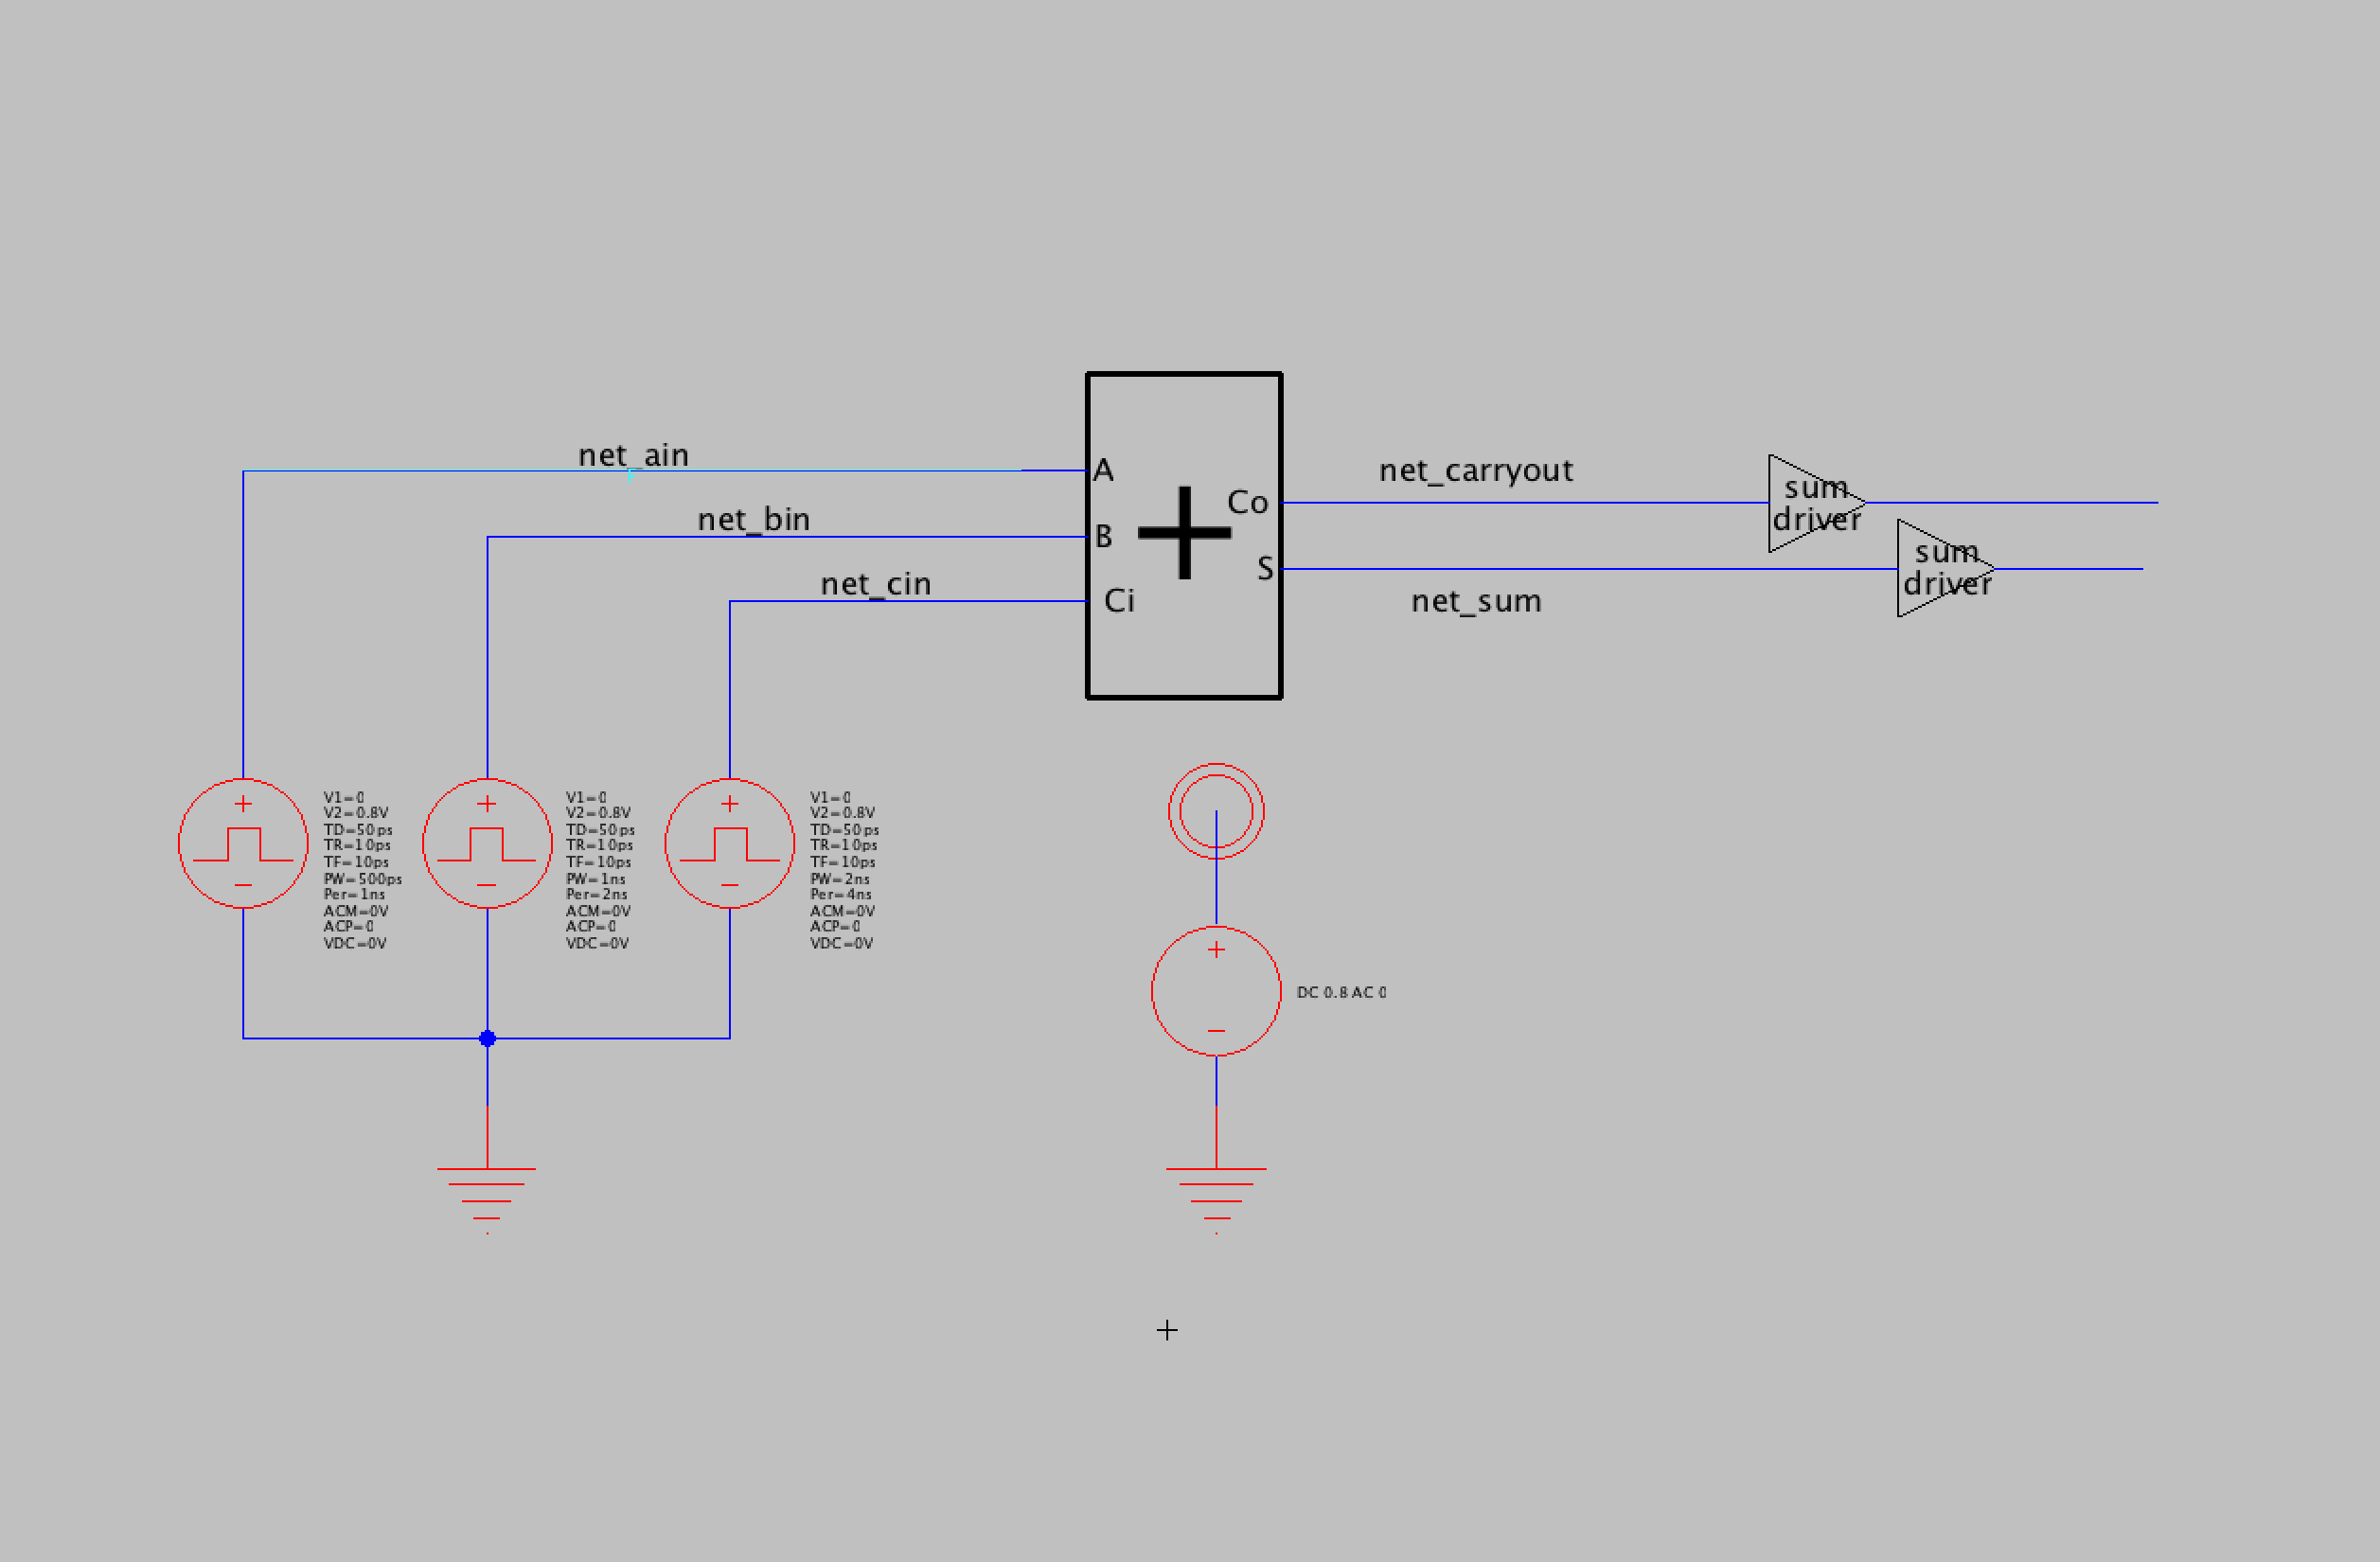 net_ain
net_bin
net_cin
A
B
Ci
Co
S
net_carryout
net_sum
sum
driver
sum
driver
V1=0
V2=0.8V
TD=50ps
TR=10ps
TF=10ps
PW=500ps
Per=1ns
ACM=0V
ACP=0
VDC=0V
V1=0
V2=0.8V
TD=50ps
TR=10ps
TF=10ps
PW=1ns
Per=2ns
ACM=0V
ACP=0
VDC=0V
V1=0
V2=0.8V
TD=50ps
TR=10ps
TF=10ps
PW=2ns
Per=4ns
ACM=0V
ACP=0
VDC=0V
DC 0.8 AC 0